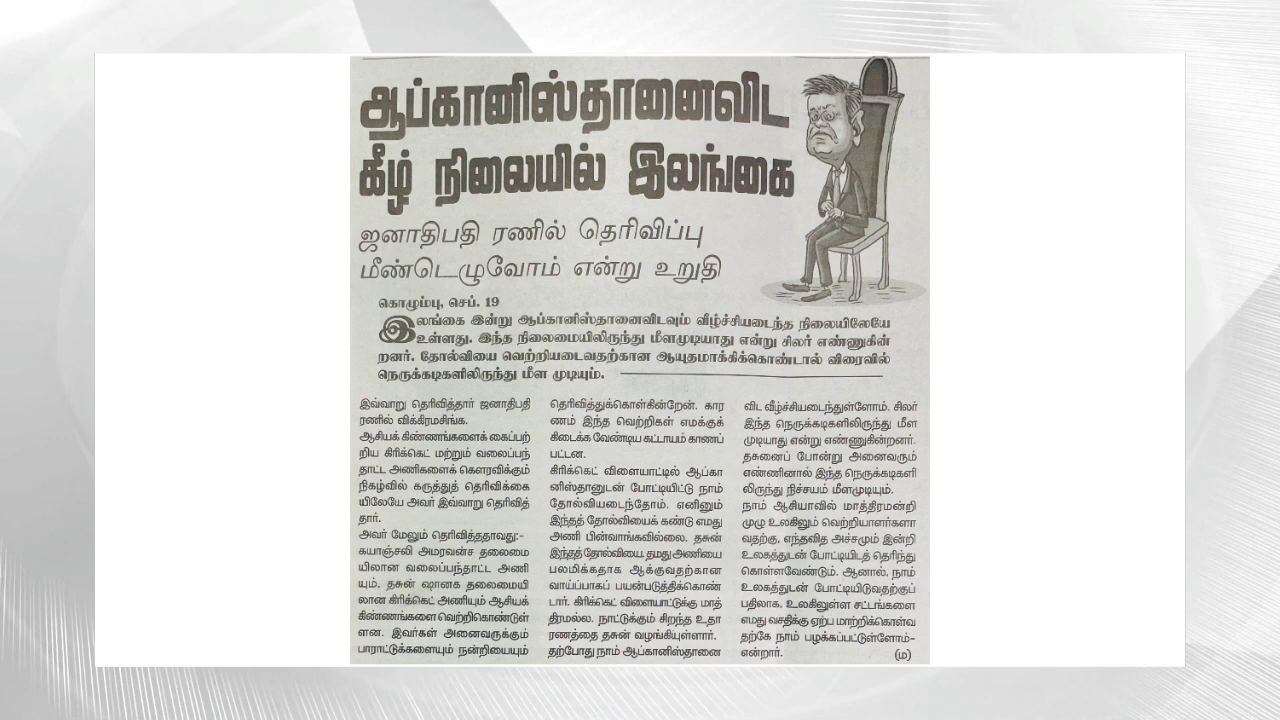 ஆப்கானிஸ்தானைவிட
கீழ் நிலையில் இலங்கை
ஜனாதிபதி ரணில் தெரிவிப்பு
மீண்டெழுவோம் என்று உறுதி
கொழும்பு, செப். 19
இலங்கை இன்று ஆப்கானிஸ்தானைவிடவும் வீழ்ச்சியடைந்த நிலையிலேயே
உள்ளது. இந்த நிலைமையிலிருந்து மீளமுடியாது என்று சிலர் எண்ணுகின்
றனர். தோல்வியை வெற்றியடைவதற்கான ஆயுதமாக்கிக்கொண்டால் விரைவில்
நெருக்கடிகளிலிருந்து மீள முடியும்.
இவ்வாறு தெரிவித்தார் ஜனாதிபதி
ரணில் விக்கிரமசிங்க.
ஆசியக் கிண்ணங்களைக் கைப்பற்
றிய கிரிக்கெட் மற்றும் வலைப்பந்
தாட்ட அணிகளைக் கௌரவிக்கும்
நிகழ்வில் கருத்துத் தெரிவிக்கை
யிலேயே அவர் இவ்வாறு தெரிவித்
தார்.
அவர் மேலும் தெரிவித்ததாவது:-
கயாஞ்சலி அமரவன்ச தலைமை
யிலான வலைப்பந்தாட்ட அணி
யும், தசுன் ஷானக தலைமையி
லான கிரிக்கெட் அணியும் ஆசியக்
கிண்ணங்களை வெற்றிகொண்டுள்
ளன. இவர்கள் அனைவருக்கும்
பாராட்டுக்களையும் நன்றியையும்
தெரிவித்துக்கொள்கின்றேன். கார
ணம் இந்த வெற்றிகள் எமக்குக்
கிடைக்க வேண்டிய கட்டாயம் காணப்
பட்டன.
கிரிக்கெட் விளையாட்டில் ஆப்கா
னிஸ்தானுடன் போட்டியிட்டு நாம்
தோல்வியடைந்தோம். எனினும்
இந்தத் தோல்வியைக் கண்டு எமது
அணி பின்வாங்கவில்லை. தசுன்
இந்தத் தோல்வியை, தமது அணியை
பலமிக்கதாக ஆக்குவதற்கான
வாய்ப்பாகப் பயன்படுத்திக்கொண்
டார். கிரிக்கெட் விளையாட்டுக்கு மாத்
திரமல்ல. நாட்டுக்கும் சிறந்த உதா
ரணத்தை தசுன் வழங்கியுள்ளார்.
தற்போது நாம் ஆப்கானிஸ்தானை
விட வீழ்ச்சியடைந்துள்ளோம். சிலர்
இந்த நெருக்கடிகளிலிருந்து மீள
முடியாது என்று எண்ணுகின்னர்.
தசுனைப் போன்று அனைவரும்
எண்ணினால் இந்த நெருக்கடிகளி
லிருந்து நிச்சயம் மீளமுடியும்.
நாம் ஆசியாவில் மாத்திரமன்றி
முழு உலகிலும் வெற்றியாளர்களா
வதற்கு, எந்தவித அச்சமும் இன்றி
உலகத்துடன் போட்டியிடத் தெரிந்து
கொள்ளவேண்டும். ஆனால், நாம்
உலகத்துடன் போட்டியிடுவதற்குப்
பதிலாக, உலகிலுள்ள சட்டங்களை
எமது வசதிக்கு ஏற்ப மாற்றிக்கொள்வ
தற்கே நாம் பழக்கப்பட்டுள்ளோம்-
என்றார். (ம)